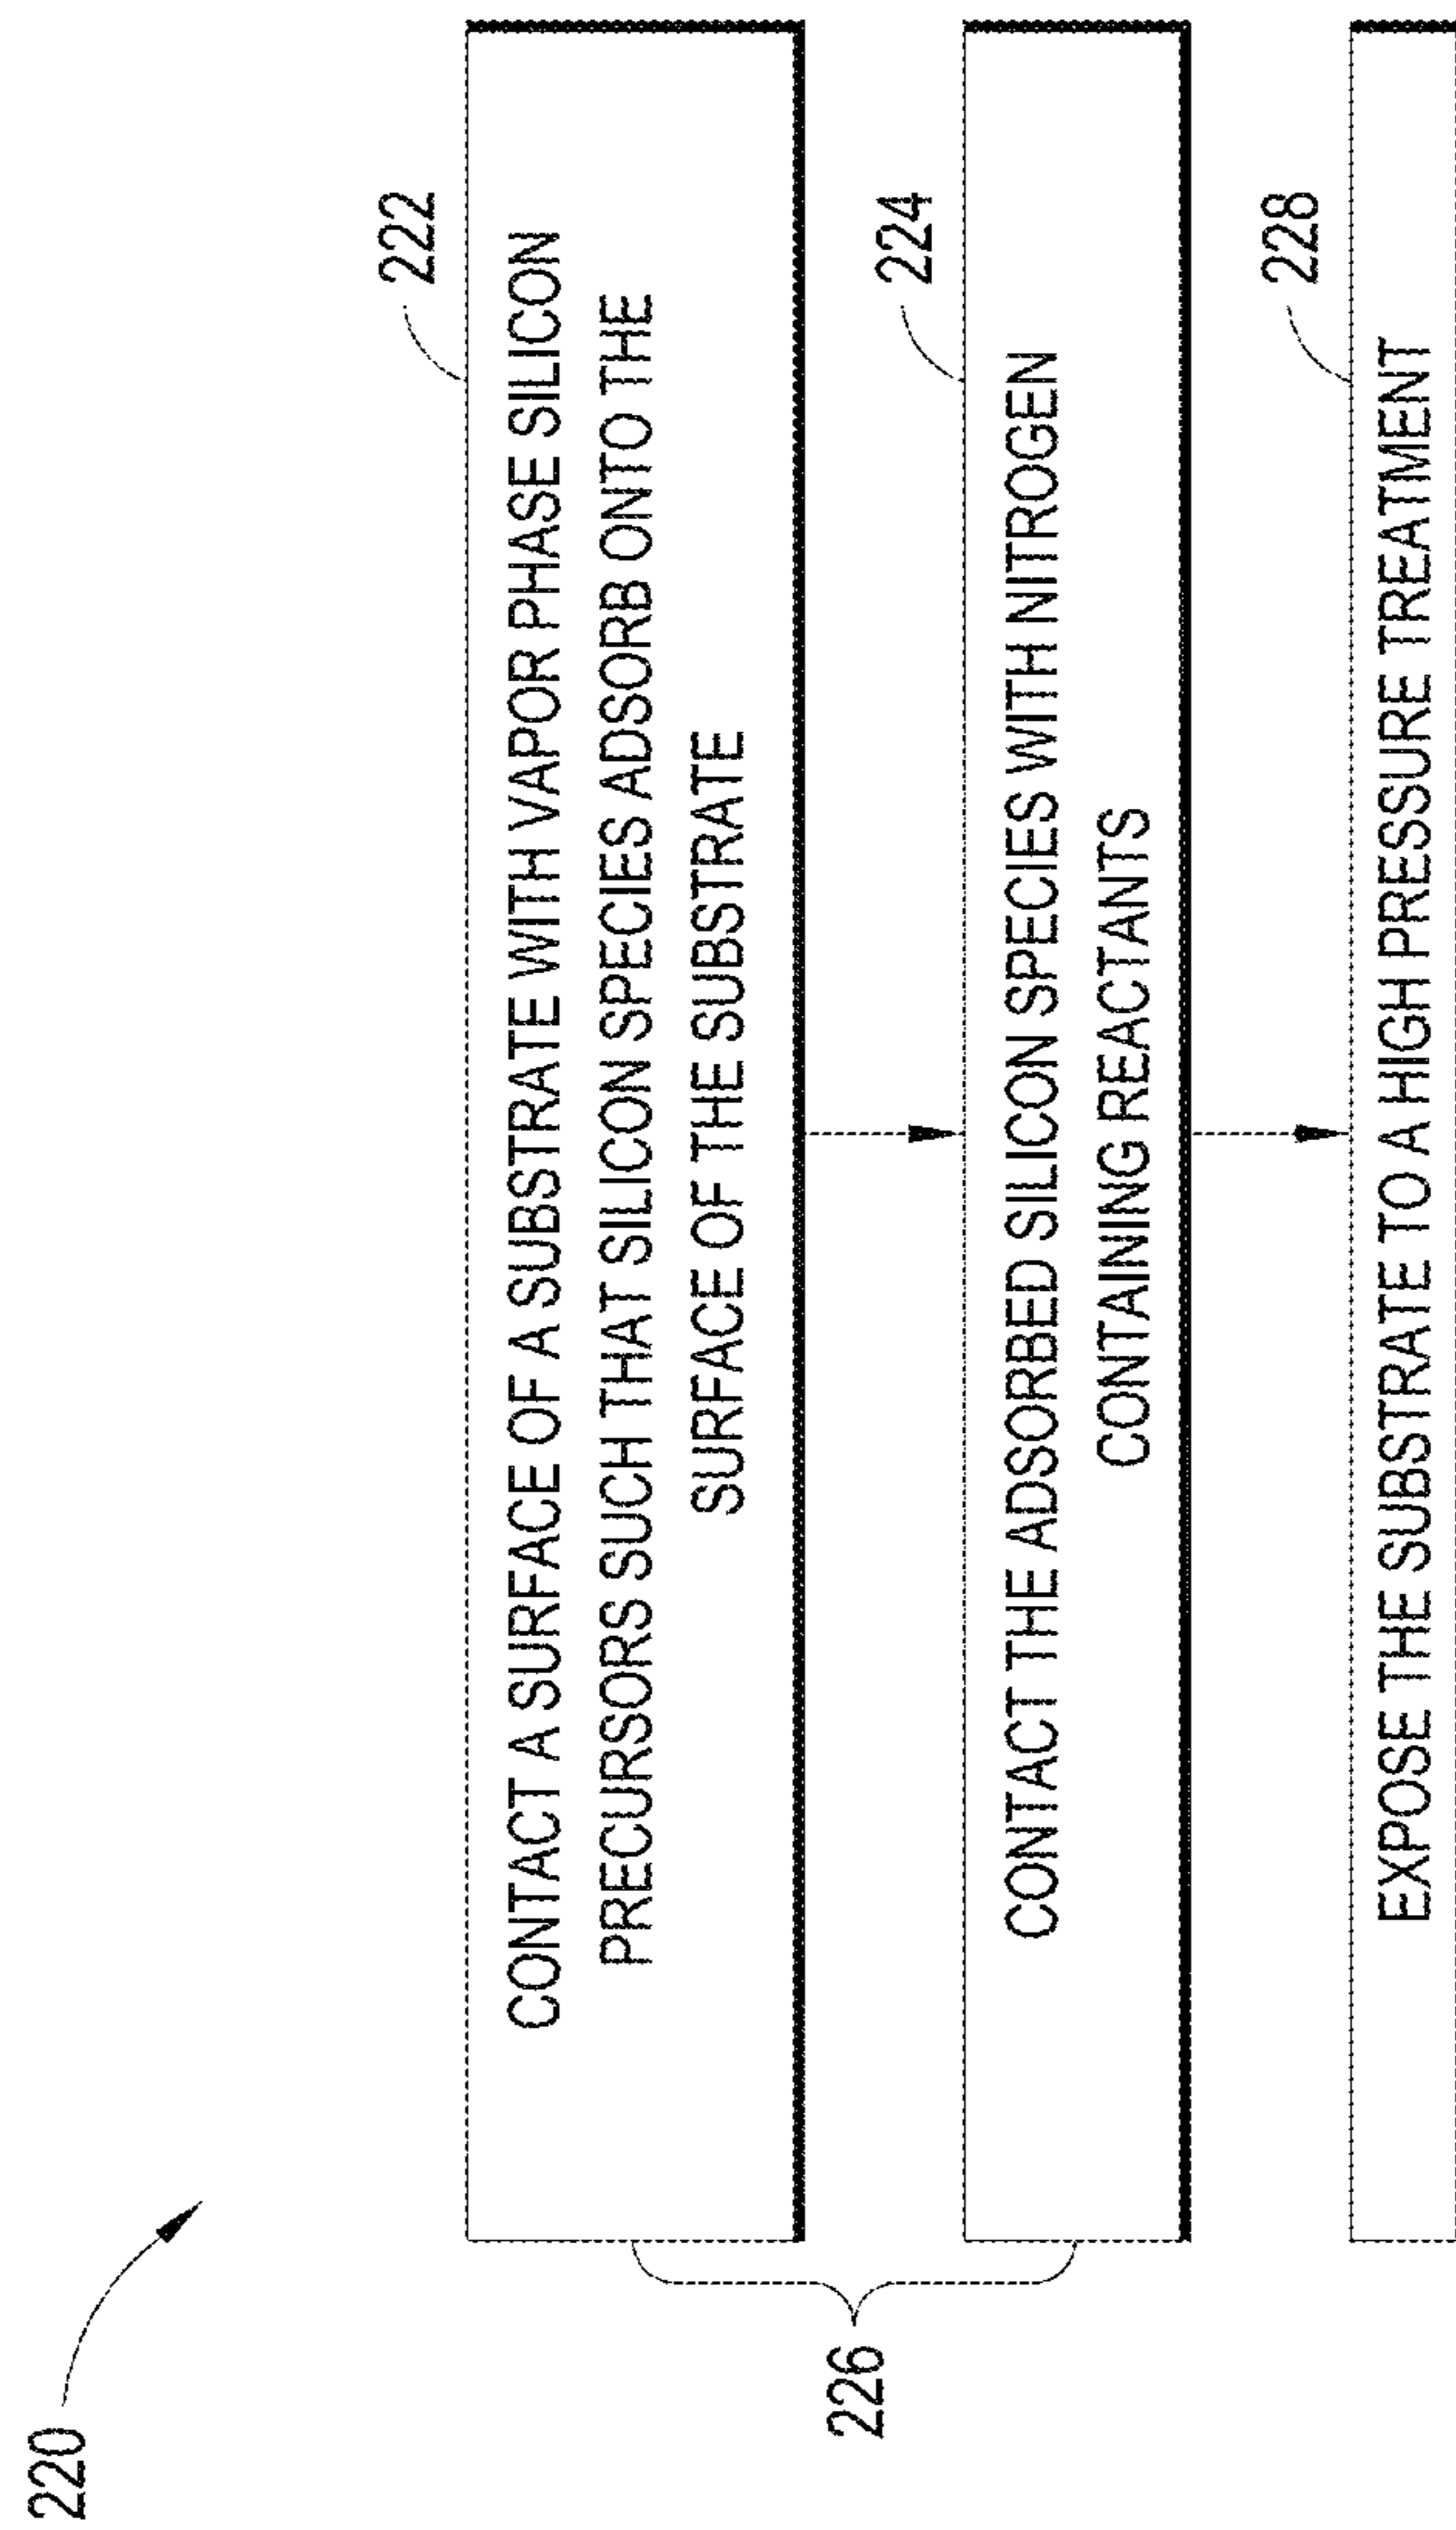 220
222
CONTACT A SURFACE OF A SUBSTRATE WITH VAPOR PHASE SILICON
PRECURSORS SUCH THAT SILICON SPECIES ADSORB ONTO THE
SURFACE OF THE SUBSTRATE
226
224
CONTACT THE ADSORBED SILICON SPECIES WITH NITROGEN
CONTAINING REACTANTS
228
EXPOSE THE SUBSTRATE TO A HIGH PRESSURE TREATMENT